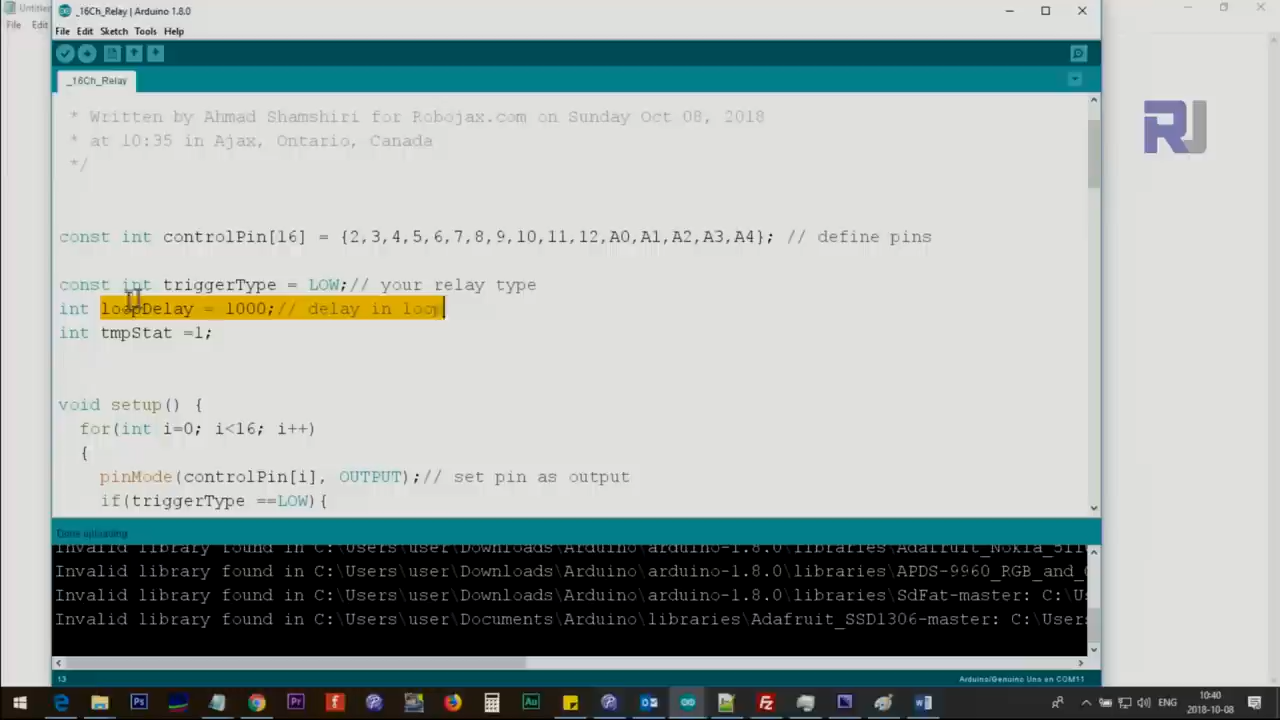 Untitle
File Edit
_16Ch_Relay | Arduino 1.8.0
File Edit Sketch Tools Help
_16Ch_Relay
* Written by Ahmad Shamshiri for Robojax.com on Sunday Oct 08, 2018
* at 10:35 in Ajax, Ontario, Canada
*/
RJ
const int controlPin[16] = {2,3,4,5,6,7,8,9,10,11,12,A0,A1,A2,A3,A4}; // define pins
const int triggerType = LOW;// your relay type
int loopDelay = 1000;// delay in loop
int tmpStat =1;
void setup() {
for(int i=0; i<16; i++)
{
pinMode(controlPin[i], OUTPUT);// set pin as output
if(triggerType ==LOW){
Done uploading
Invalid library found in C:\Users\user\Downloads\Arduino\arduino-1.8.0\libraries\Adafruit_Nokia_511
Invalid library found in C:\Users\user\Downloads\Arduino\arduino-1.8.0\libraries\APDS-9960_RGB_and_
Invalid library found in C:\Users\user\Downloads\Arduino\arduino-1.8.0\libraries\SdFat-master: C:\U
Invalid library found in C:\Users\user\Documents\Arduino\libraries\Adafruit_SSD1306-master: C:\Users
13
Arduino/Genuino Uno on COM11
ENG
10:40
2018-10-08